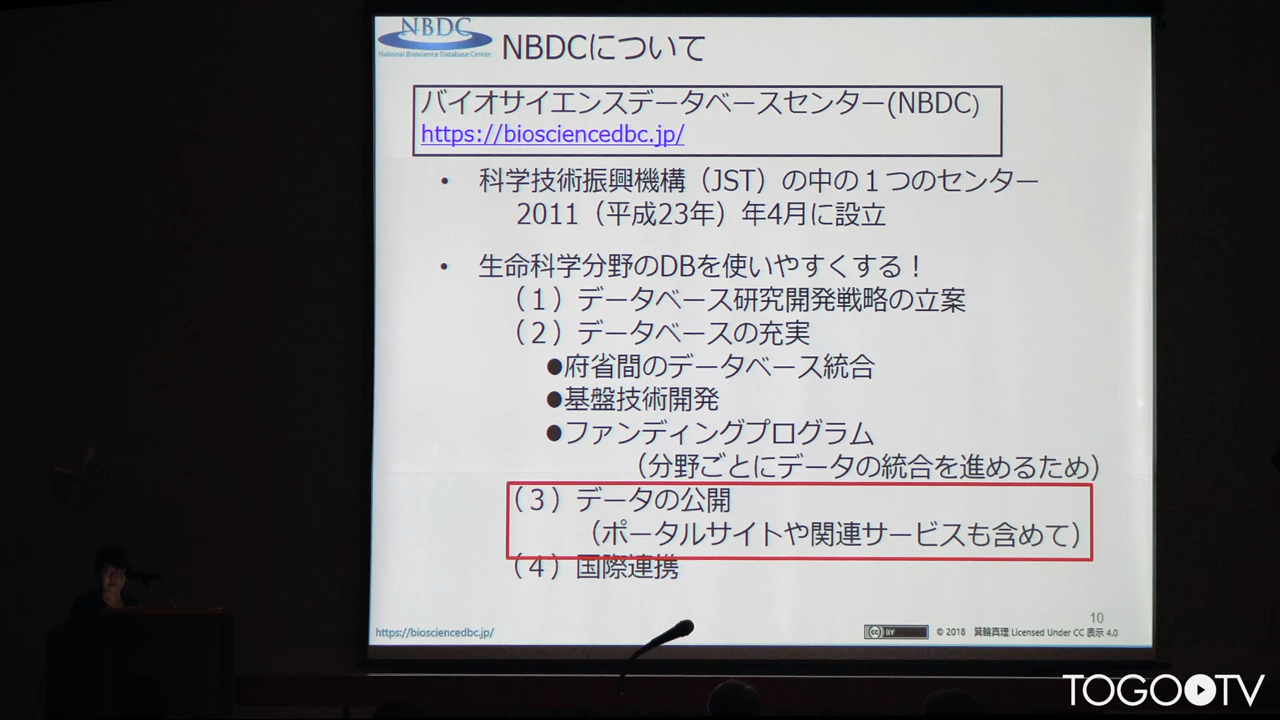 NBDC
National Bioscience Database Center
NBDCについて
バイオサイエンスデータベースセンター(NBDC)
https://biosciencedbc.jp/
• 科学技術振興機構（JST）の中の１つのセンター
2011（平成23年）年4月に設立
• 生命科学分野のDBを使いやすくする！
（１）データベース研究開発戦略の立案
（２）データベースの充実
●府省間のデータベース統合
●基盤技術開発
●ファンディングプログラム
（分野ごとにデータの統合を進めるため）
（３）データの公開
（ポータルサイトや関連サービスも含めて）
（４）国際連携
10
https://biosciencedbc.jp/
cc BY
© 2018 箕輪真理 Licensed Under CC 表示 4.0
TOGO TV